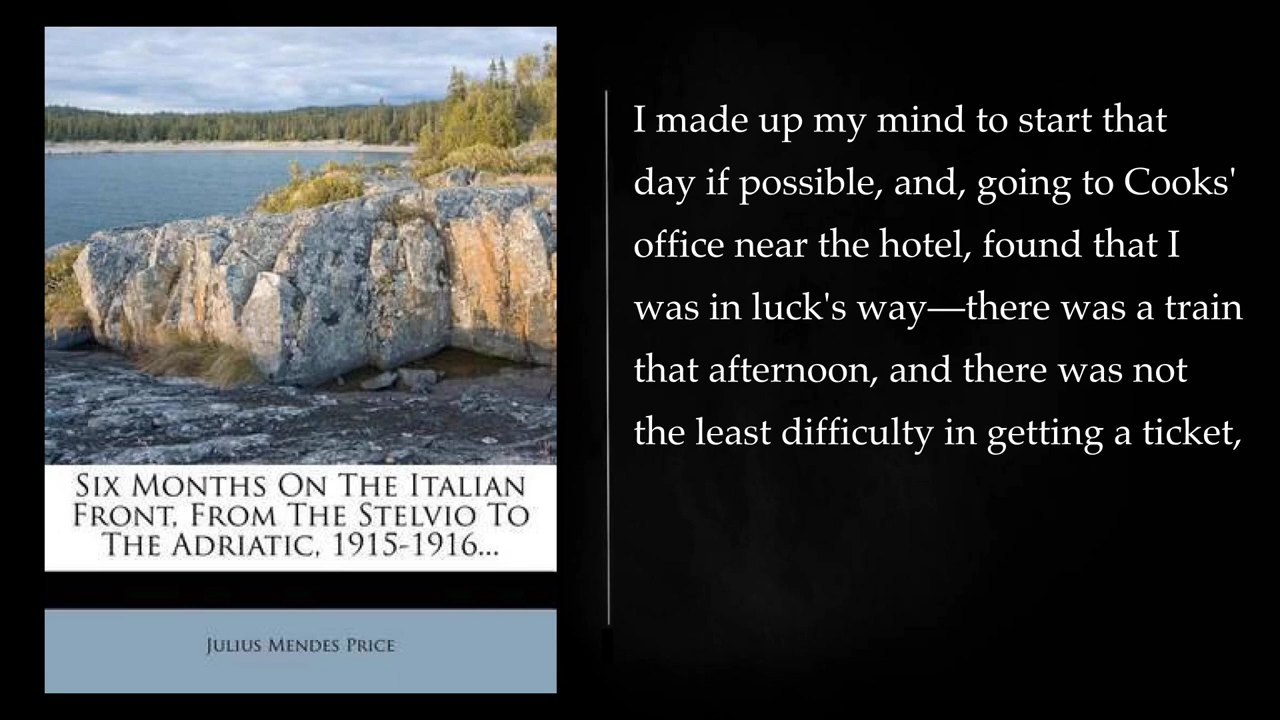 Six Months On The Italian
Front, From The Stelvio To
The Adriatic, 1915-1916...
Julius Mendes Price
I made up my mind to start that
day if possible, and, going to Cooks'
office near the hotel, found that I
was in luck's way—there was a train
that afternoon, and there was not
the least difficulty in getting a ticket,